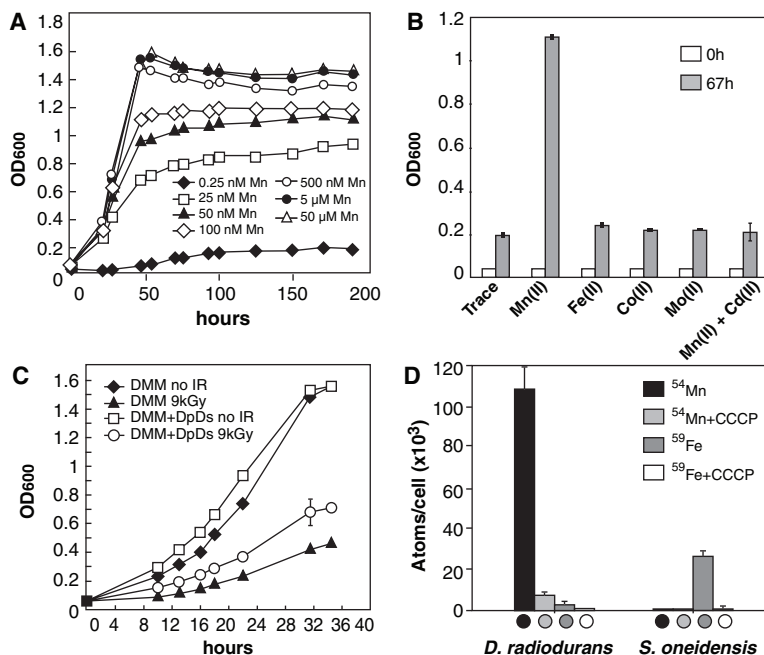 A
OD600
1.8
1.6
1.4
1.2
1.0
0.8
0.6
0.4
0.2
0
0 50 100 150 200
hours
0.25 nM Mn
25 nM Mn
50 nM Mn
100 nM Mn
500 nM Mn
5 µM Mn
50 µM Mn
B
OD600
1.2
1
0.8
0.6
0.4
0.2
0
0h
67h
Trace
Mn(II)
Fe(II)
Co(II)
Mo(II)
Mn(II) + Cd(II)
C
OD600
1.6
1.4
1.2
1.0
0.8
0.6
0.4
0.2
0
0 4 8 12 16 20 24 28 32 36 40
hours
DMM no IR
DMM 9kGy
DMM+DpDs no IR
DMM+DpDs 9kGy
D
Atoms/cell (x10³)
120
100
80
60
40
20
0
⁵⁴Mn
⁵⁴Mn+CCCP
⁵⁹Fe
⁵⁹Fe+CCCP
D. radiodurans
S. oneidensis